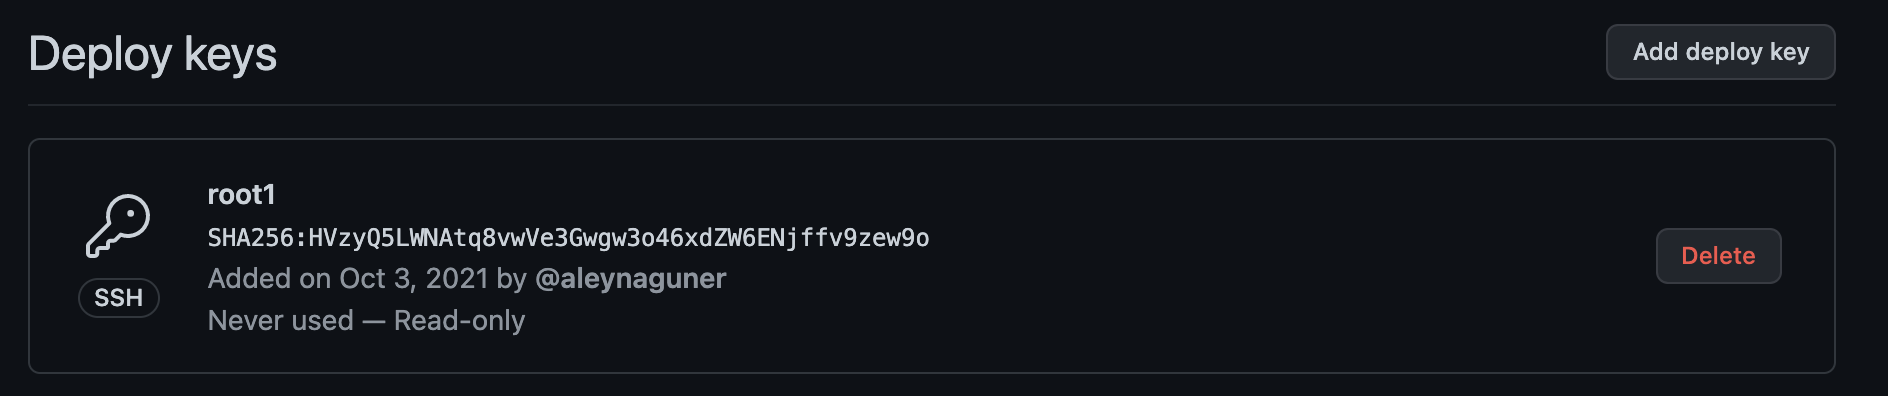 Deploy keys
Add deploy key
root1
SHA256:HVzyQ5LWNAtq8vwVe3Gwgw3o46xdZW6ENjffv9zew9o
Added on Oct 3, 2021 by @aleynaguner
Never used — Read-only
SSH
Delete